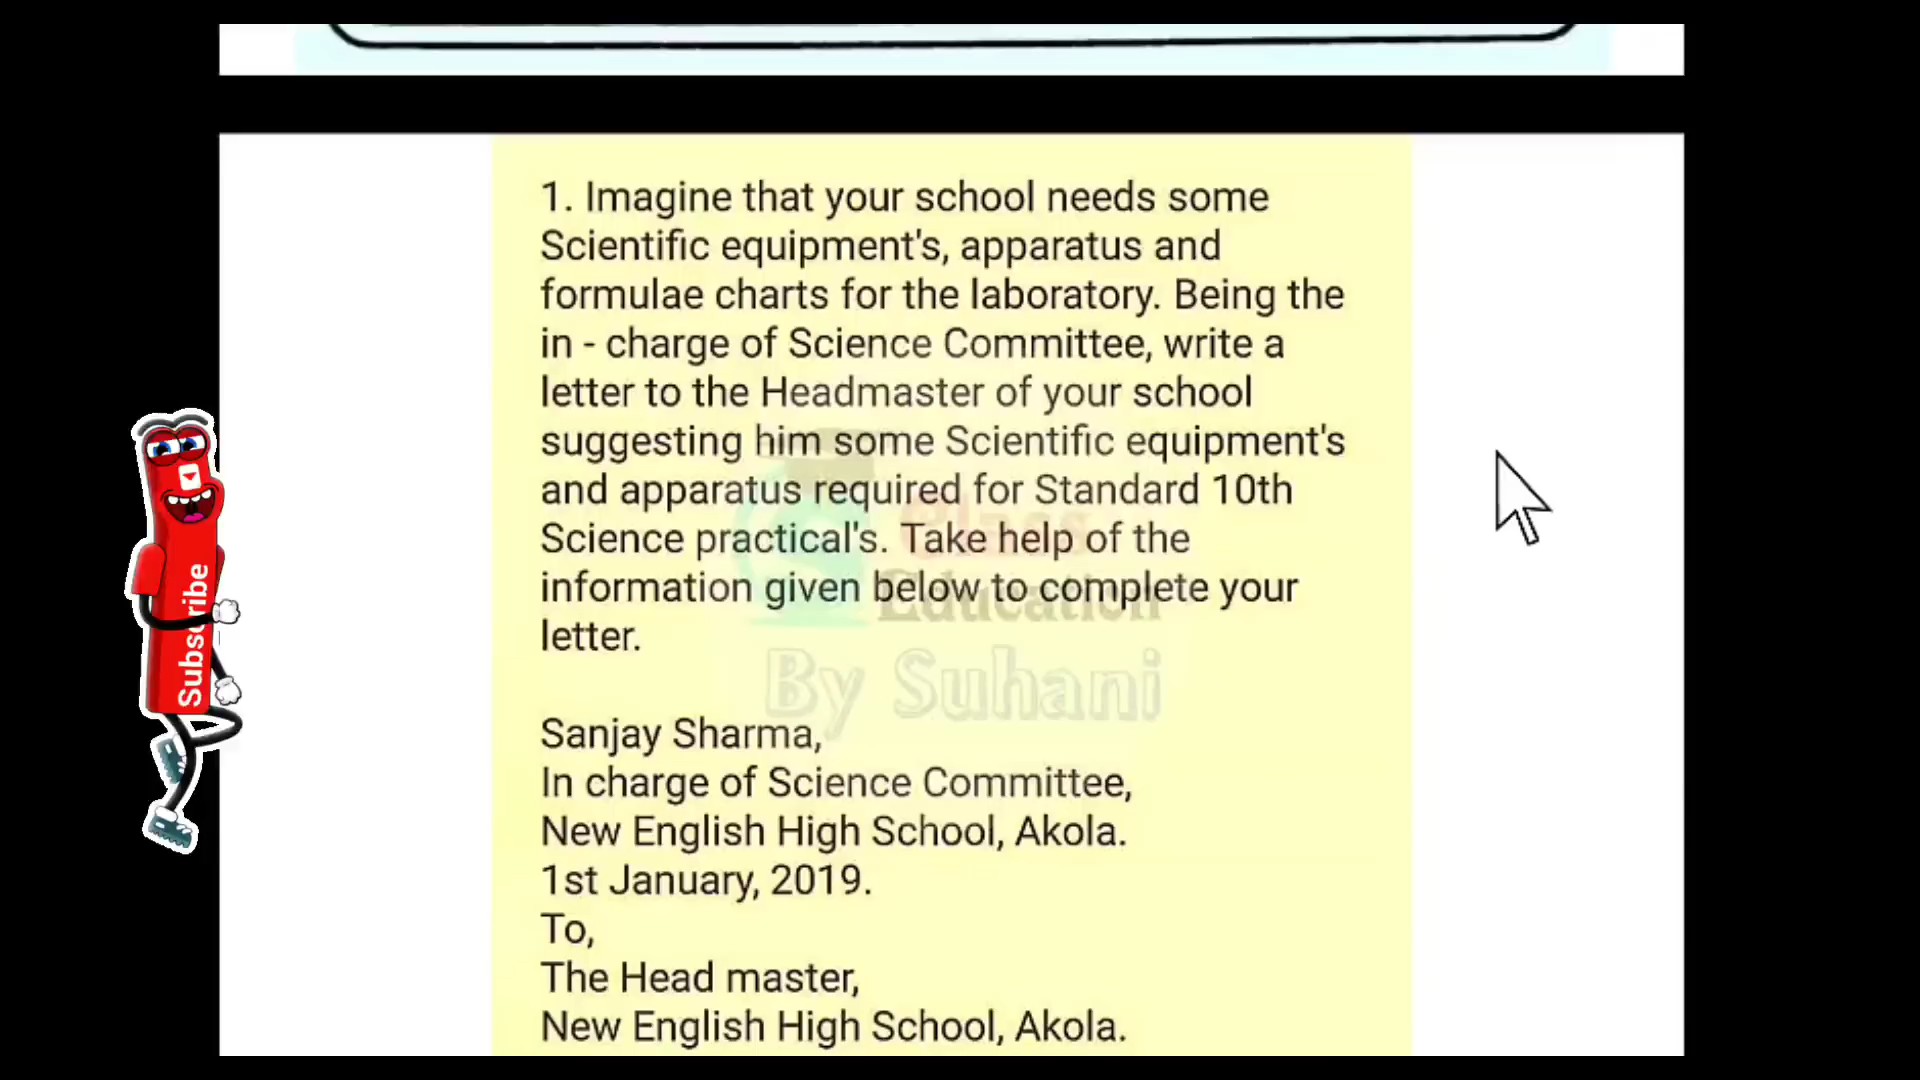 1. Imagine that your school needs some
Scientific equipment's, apparatus and
formulae charts for the laboratory. Being the
in - charge of Science Committee, write a
letter to the Headmaster of your school
suggesting him some Scientific equipment's
and apparatus required for Standard 10th
Science practical's. Take help of the
information given below to complete your
letter.
Class
Education
By Suhani
Sanjay Sharma,
In charge of Science Committee,
New English High School, Akola.
1st January, 2019.
To,
The Head master,
New English High School, Akola.
Subscribe